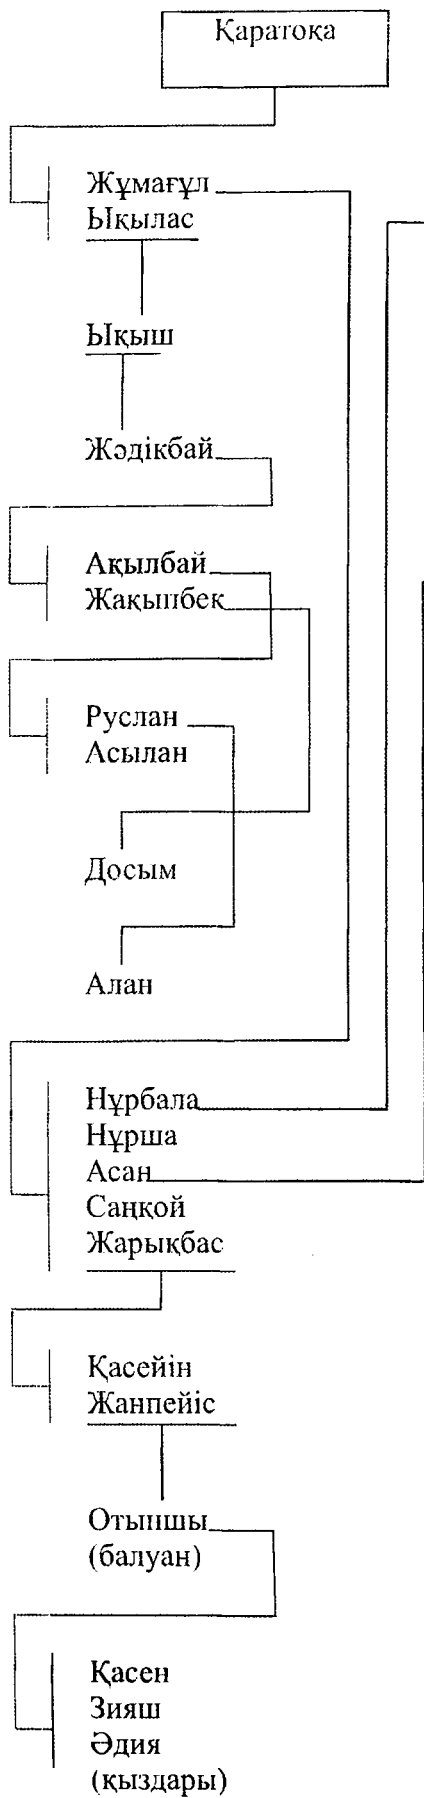 Қаратоқа
Жұмағұл
Ықылас
Ықыш
Жәдікбай
Ақылбай
Жақыпбек
Руслан
Асылан
Досым
Алан
Нұрбала
Нұрша
Асан
Саңқой
Жарықбас
Қасейін
Жанпейіс
Отыншы
(балуан)
Қасен
Зияш
Әдия
(қыздары)